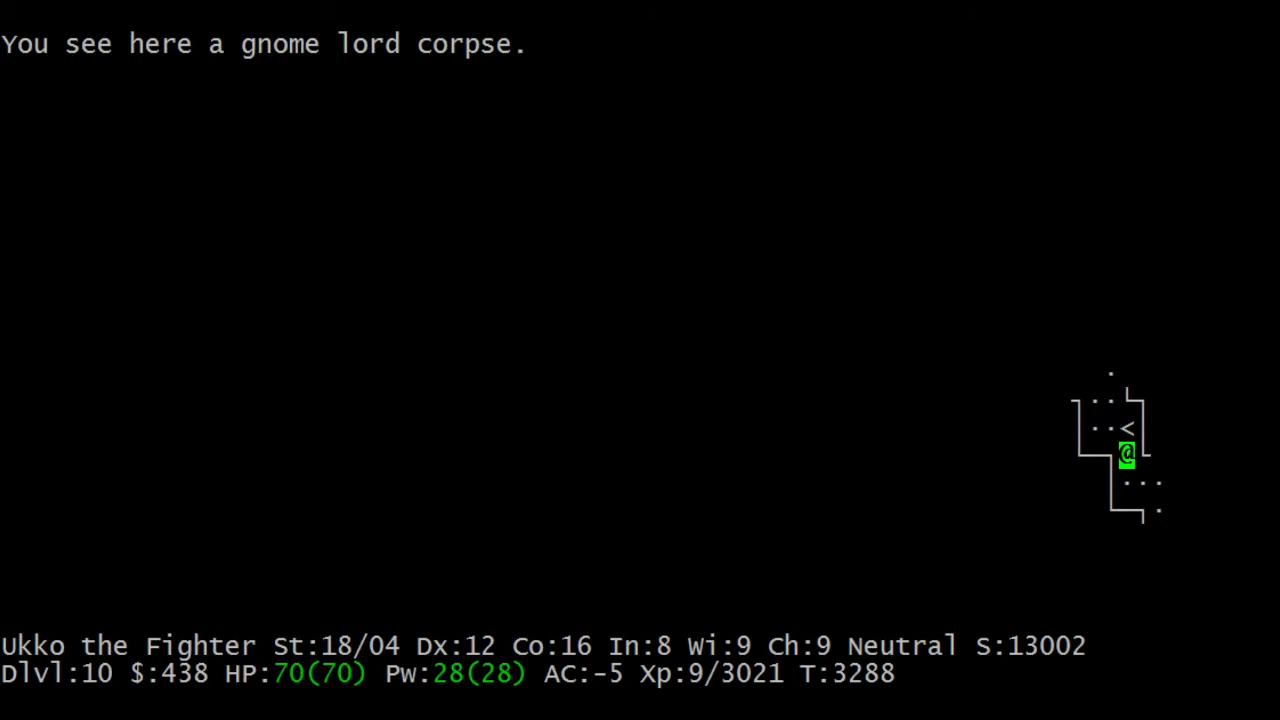 You see here a gnome lord corpse.
.
┐..└┐
│..<│
└─┐@└
│...
└─┐.
Ukko the Fighter St:18/04 Dx:12 Co:16 In:8 Wi:9 Ch:9 Neutral S:13002
Dlvl:10 $:438 HP:70(70) Pw:28(28) AC:-5 Xp:9/3021 T:3288